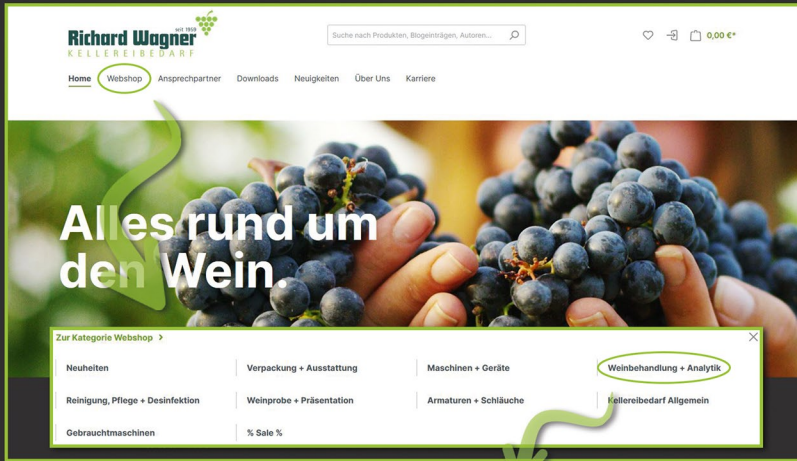 seit 1959
Richard Wagner
KELLEREIBEDARF
Suche nach Produkten, Blogeinträgen, Autoren...
0,00 €*
Home Webshop Ansprechpartner Downloads Neuigkeiten Über Uns Karriere
Alles rund um
den Wein.
Zur Kategorie Webshop
Neuheiten Verpackung + Ausstattung Maschinen + Geräte Weinbehandlung + Analytik
Reinigung, Pflege + Desinfektion Weinprobe + Präsentation Armaturen + Schläuche Kellereibedarf Allgemein
Gebrauchtmaschinen % Sale %